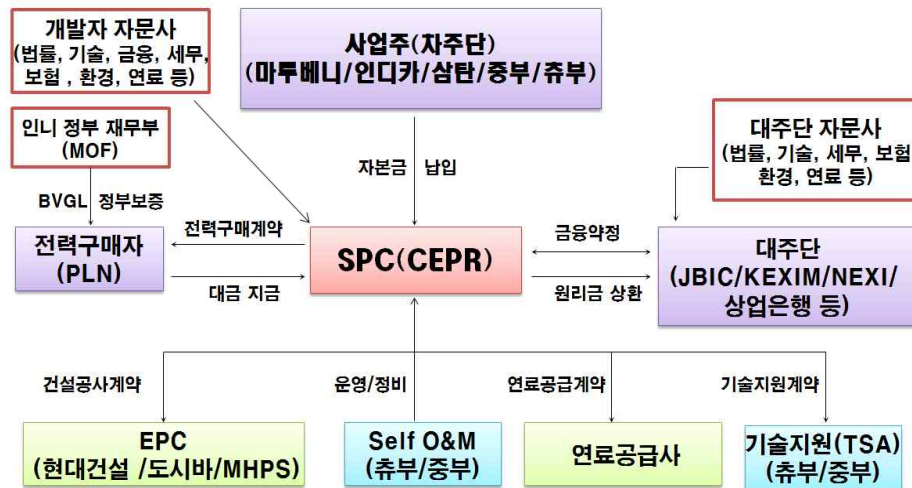 개발자 자문사
(법률, 기술, 금융, 세무,
보험 , 환경, 연료 등)
사업주(차주단)
(마루베니/인디카/삼탄/중부/츄부)
인니 정부 재무부
(MOF)
대주단 자문사
(법률, 기술, 세무, 보험
환경, 연료 등)
자본금 납입
BVGL 정부보증
전력구매자
(PLN)
전력구매계약
대금 지급
SPC(CEPR)
금융약정
원리금 상환
대주단
(JBIC/KEXIM/NEXI/
상업은행 등)
건설공사계약
운영/정비
연료공급계약
기술지원계약
EPC
(현대건설 /도시바/MHPS)
Self O&M
(츄부/중부)
연료공급사
기술지원(TSA)
(츄부/중부)